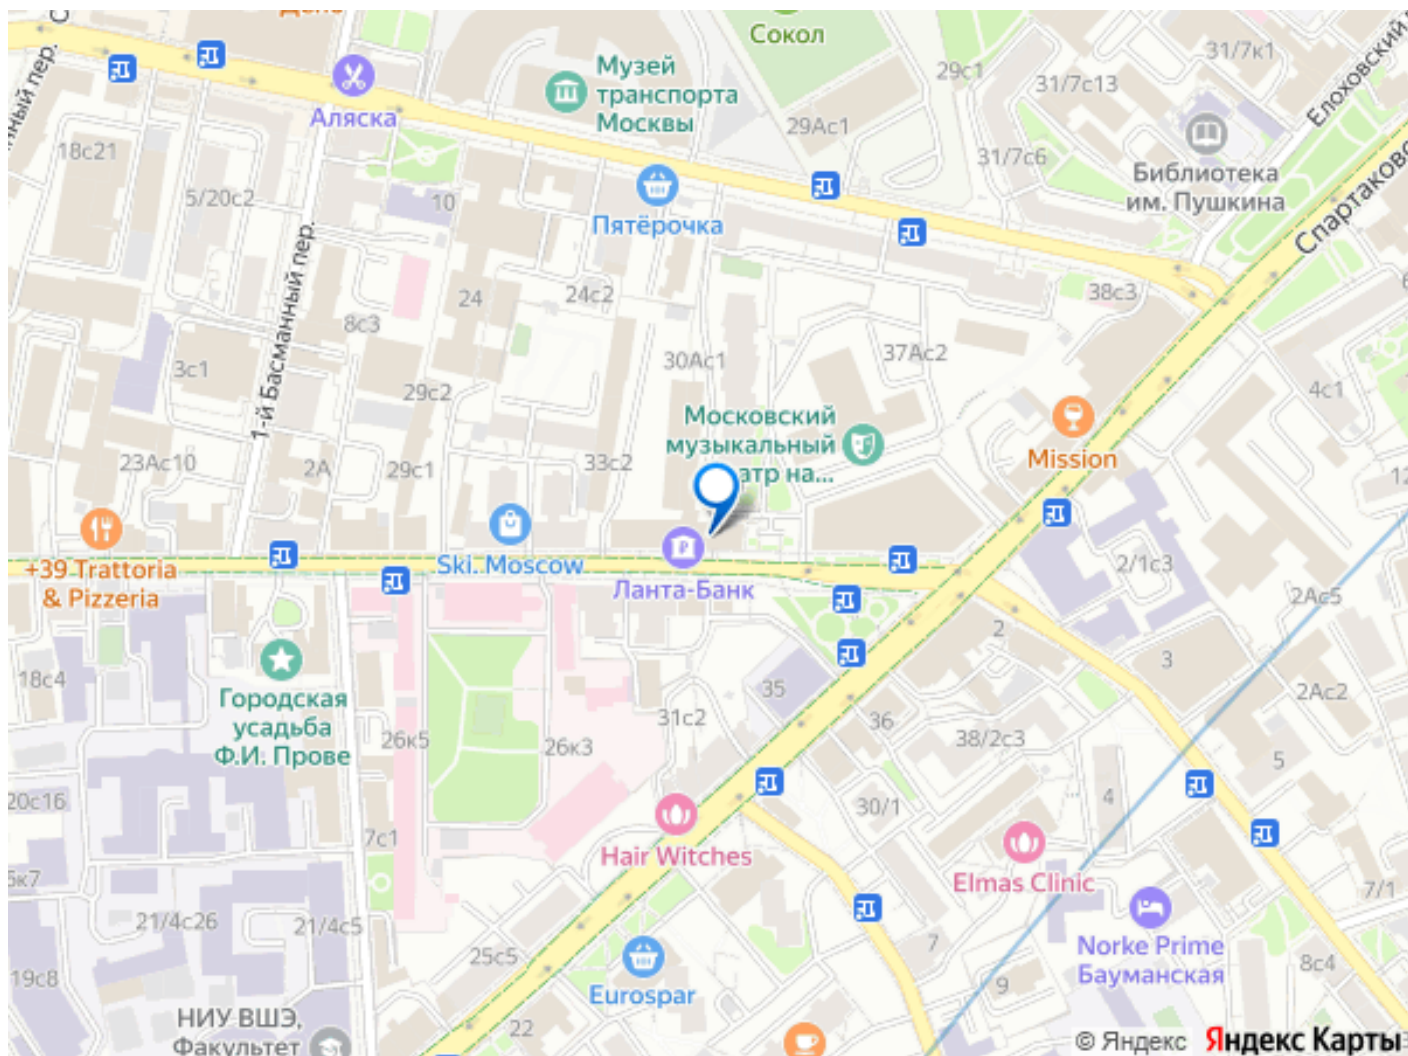 Сокол
31/7к1
Елоховский
29с1
31/7с13
Музей
транспорта
Москвы
Аляска
29Ас1
18с21
31/7с6
Библиотека
им. Пушкина
Спартаковс
5/20с2
10
Пятёрочка
1-й Басманный пер.
24
24с2
38с3
8с3
30Ас1
37Ас2
3с1
29с2
4с1
Московский
музыкальный
атр на...
Mission
23Ас10
2А
29с1
33с2
Ski. Moscow
+39 Trattoria
& Pizzeria
Ланта-Банк
2/1с3
2Ас5
2
3
18с4
Городская
усадьба
Ф.И. Прове
35
2Ас2
31с2
36
26к5
26к3
38/2с3
5
20с16
30/1
4
7с1
Hair Witches
Elmas Clinic
7/1
21/4с26
21/4с5
7
25с5
Norke Prime
Бауманская
8с4
19с8
9
Eurospar
НИУ ВШЭ,
Факультет
22
© Яндекс
Яндекс Карты